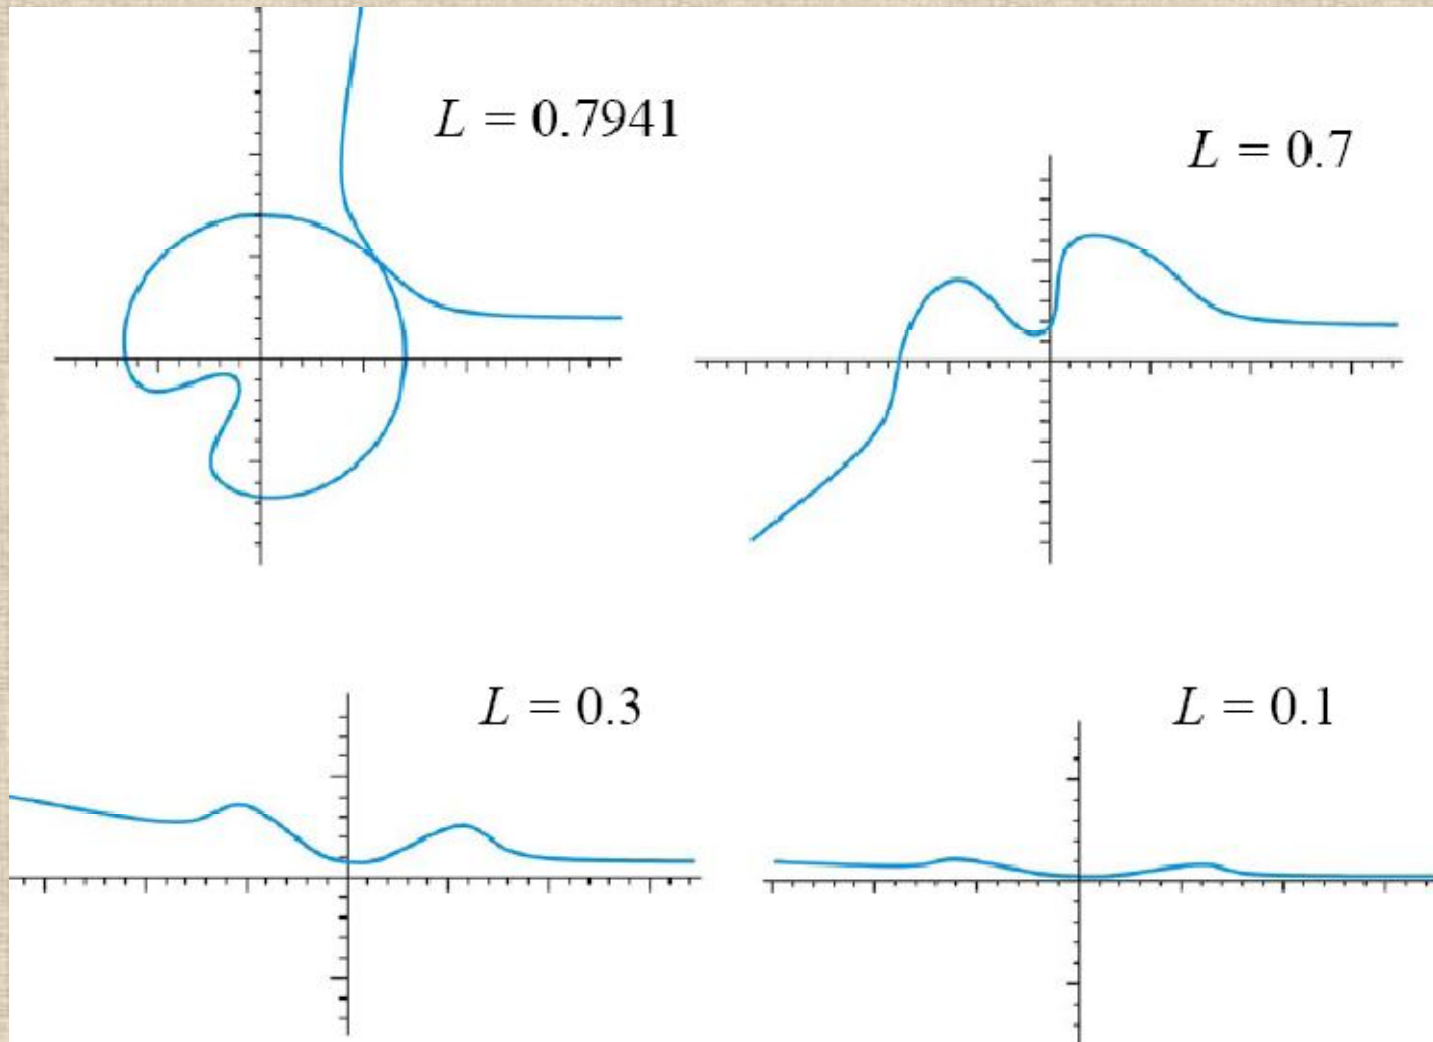 L = 0.7941
L = 0.7
L = 0.3
L = 0.1